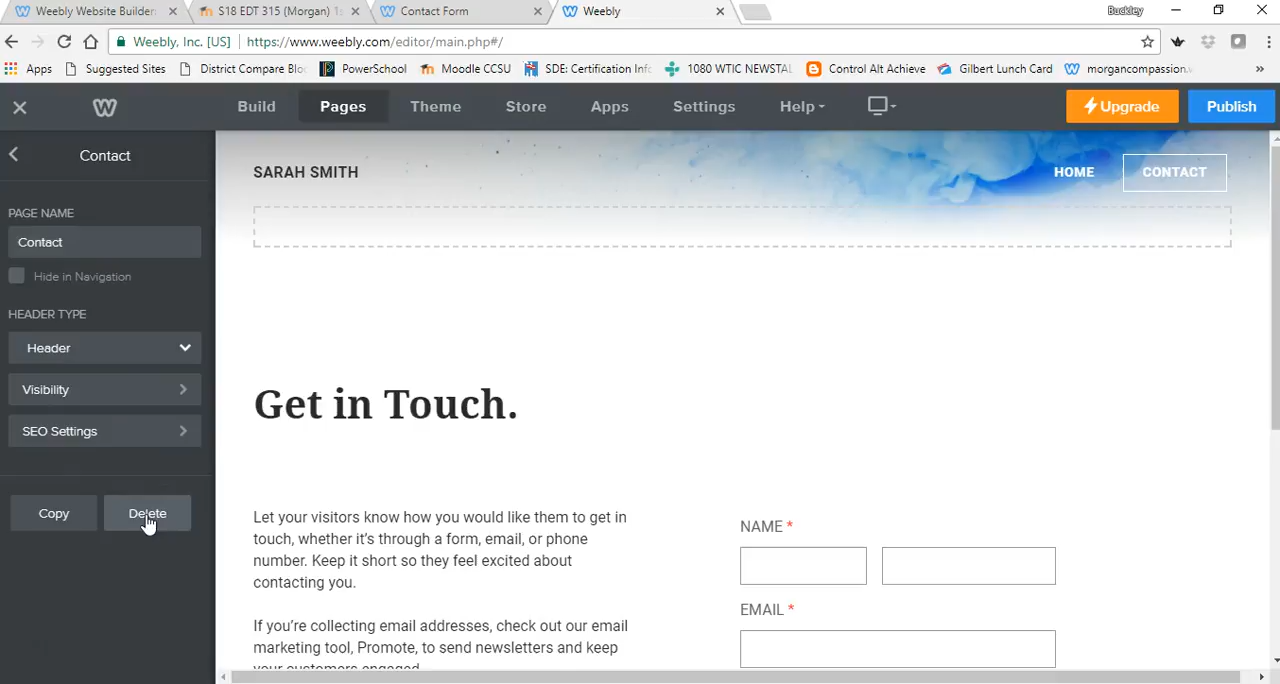 Weebly Website Builder
S18 EDT 315 (Morgan) 1s
Contact Form
Weebly
Buckley
Weebly, Inc. [US]
https://www.weebly.com/editor/main.php#/
Apps
Suggested Sites
District Compare Blo
PowerSchool
Moodle CCSU
SDE: Certification Info
1080 WTIC NEWSTAL
Control Alt Achieve
Gilbert Lunch Card
morgancompassion.w
»
Build
Pages
Theme
Store
Apps
Settings
Help
Upgrade
Publish
Contact
SARAH SMITH
HOME
CONTACT
PAGE NAME
Contact
Hide in Navigation
HEADER TYPE
Header
Visibility
SEO Settings
Copy
Delete
Get in Touch.
Let your visitors know how you would like them to get in
touch, whether it's through a form, email, or phone
number. Keep it short so they feel excited about
contacting you.
If you're collecting email addresses, check out our email
marketing tool, Promote, to send newsletters and keep
your customers engaged
NAME *
EMAIL *